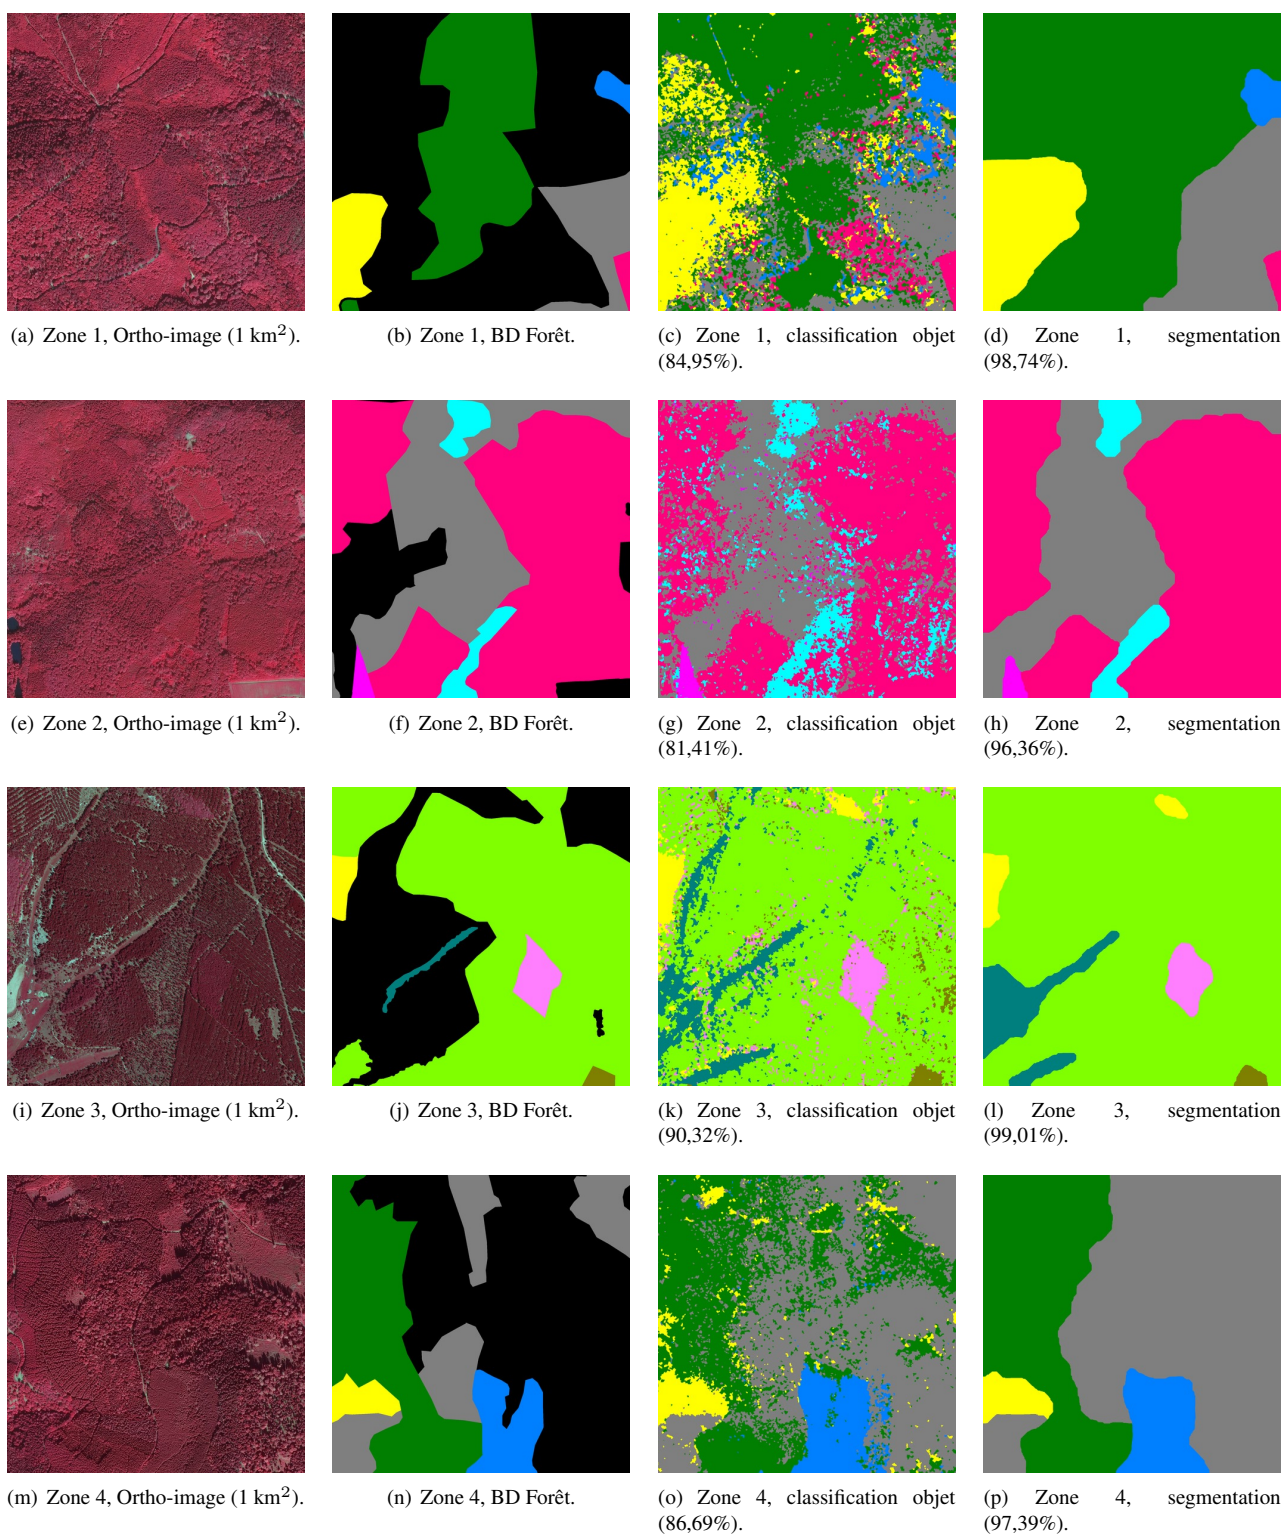 (a) Zone 1, Ortho-image (1 km²).
(b) Zone 1, BD Forêt.
(c) Zone 1, classification objet
(84,95%).
(d) Zone 1, segmentation
(98,74%).
(e) Zone 2, Ortho-image (1 km²).
(f) Zone 2, BD Forêt.
(g) Zone 2, classification objet
(81,41%).
(h) Zone 2, segmentation
(96,36%).
(i) Zone 3, Ortho-image (1 km²).
(j) Zone 3, BD Forêt.
(k) Zone 3, classification objet
(90,32%).
(l) Zone 3, segmentation
(99,01%).
(m) Zone 4, Ortho-image (1 km²).
(n) Zone 4, BD Forêt.
(o) Zone 4, classification objet
(86,69%).
(p) Zone 4, segmentation
(97,39%).